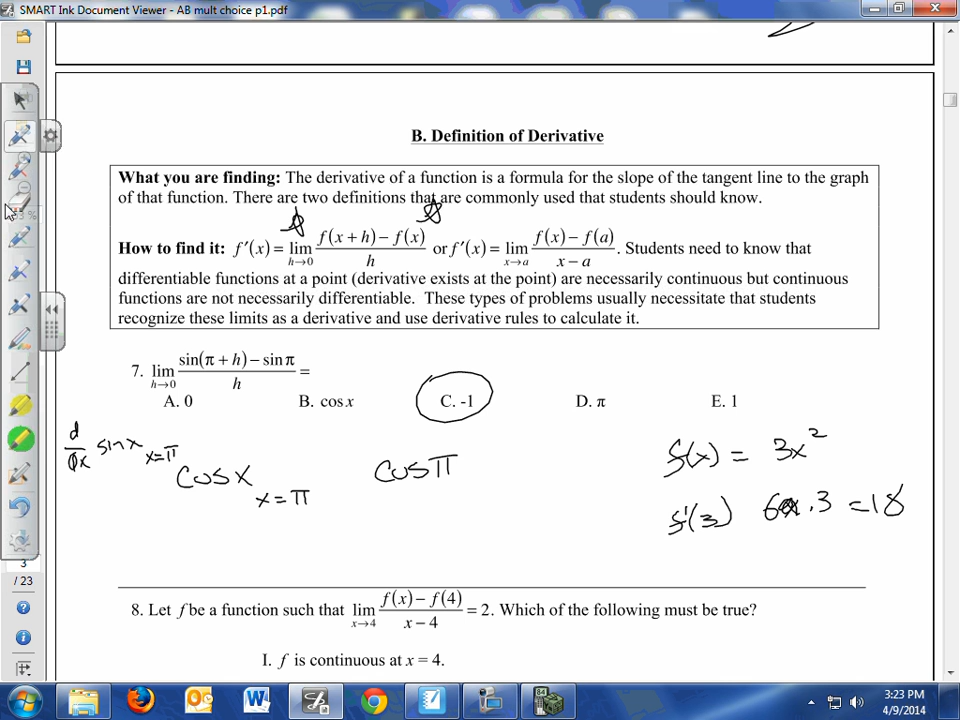 SMART Ink Document Viewer - AB mult choice p1.pdf
B. Definition of Derivative
What you are finding: The derivative of a function is a formula for the slope of the tangent line to the graph
of that function. There are two definitions that are commonly used that students should know.
How to find it: f′(x) = lim h→0 f(x + h) − f(x) / h or f′(x) = lim x→a f(x) − f(a) / x − a. Students need to know that
differentiable functions at a point (derivative exists at the point) are necessarily continuous but continuous
functions are not necessarily differentiable. These types of problems usually necessitate that students
recognize these limits as a derivative and use derivative rules to calculate it.
7. lim h→0 sin(π + h) − sin π / h =
A. 0 B. cos x C. -1 D. π E. 1
d/dx sin x x=π
cos x x=π
cos π
f(x) = 3x²
f'(3) 6 . 3 = 18
8. Let f be a function such that lim x→4 f(x) − f(4) / x − 4 = 2. Which of the following must be true?
I. f is continuous at x = 4.
3
/ 23
3:23 PM
4/9/2014